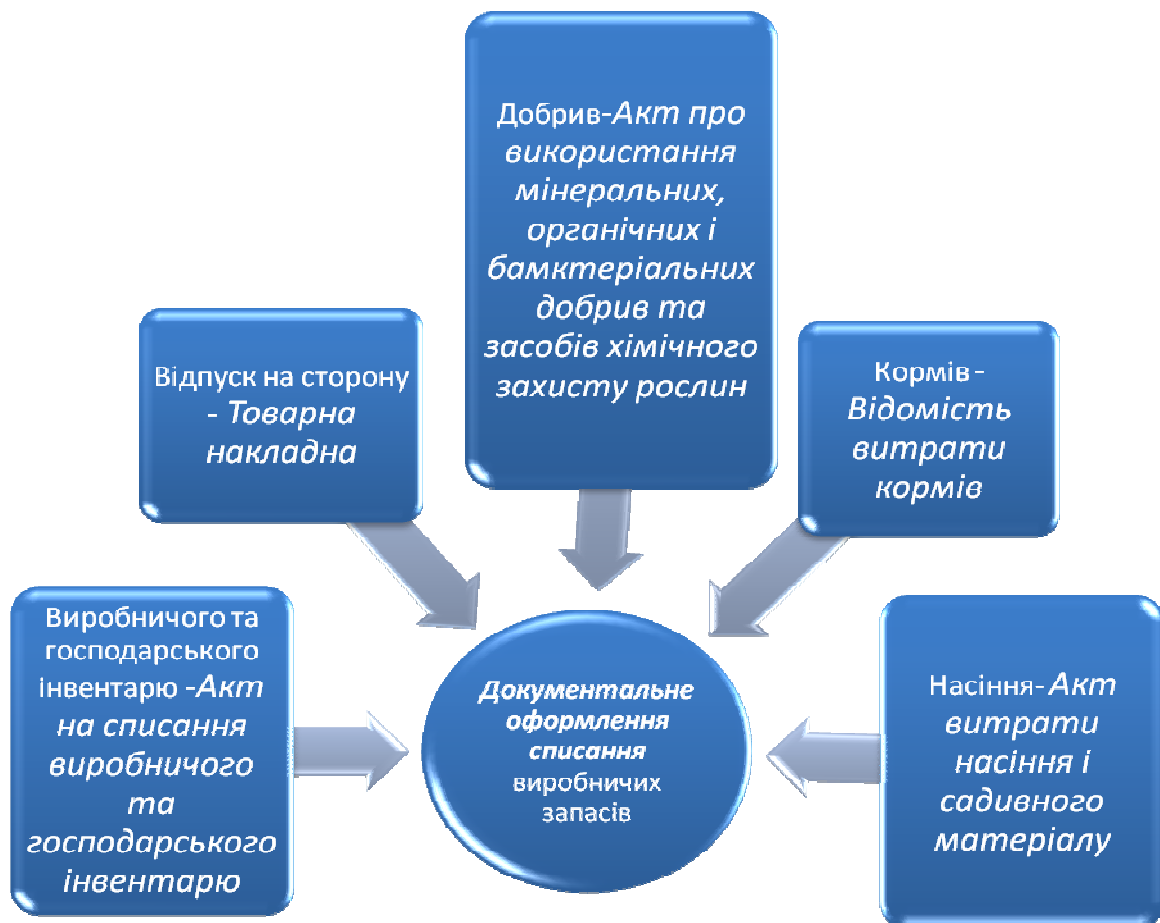 Добрив-Акт про
використання
мінеральних,
органічних і
бамктеріальних
добрив та
засобів хімічного
захисту рослин
Відпуск на сторону
- Товарна
накладна
Кормів -
Відомість
витрати
кормів
Виробничого та
господарського
інвентарю -Акт
на списання
виробничого
та
господарського
інвентарю
Документальне
оформлення
списання
виробничих
запасів
Насіння- Акт
витрати
насіння і
садивного
матеріалу